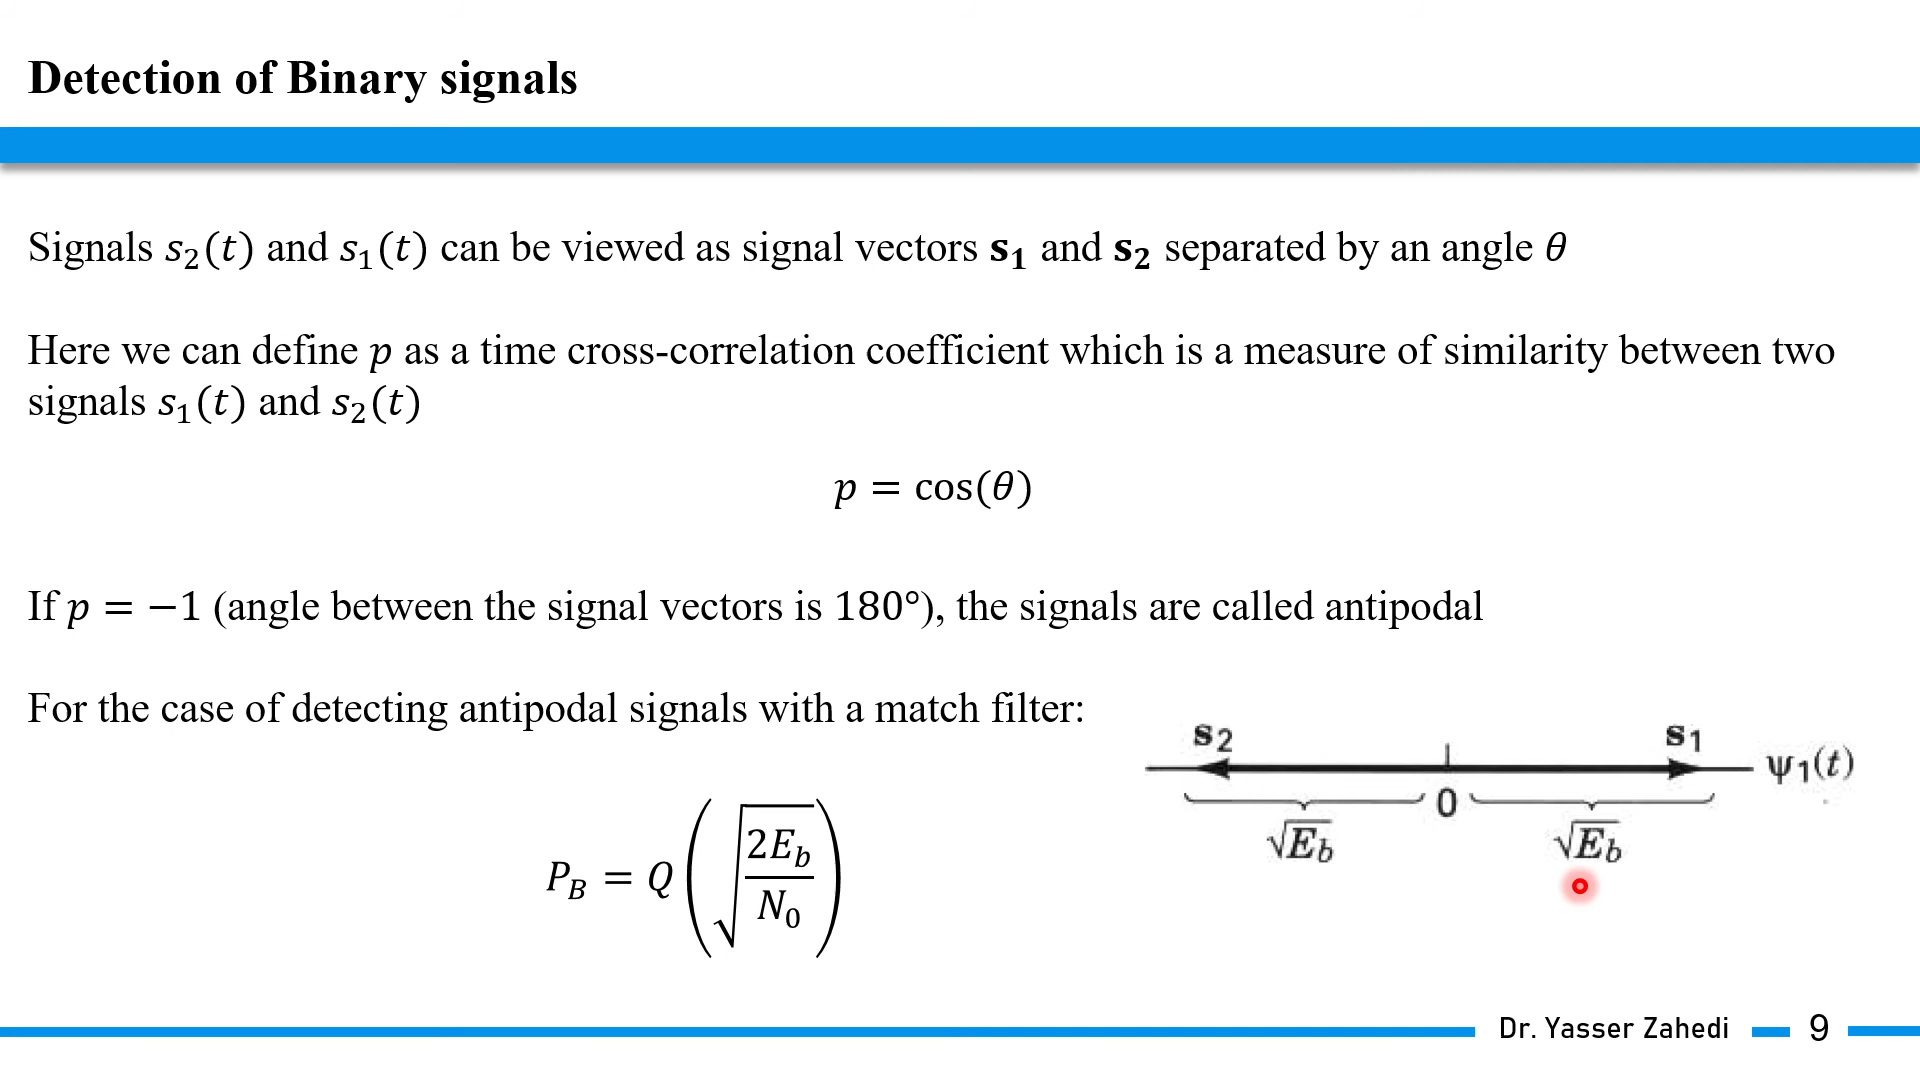 Detection of Binary signals
Signals s₂(t) and s₁(t) can be viewed as signal vectors s₁ and s₂ separated by an angle θ
Here we can define p as a time cross-correlation coefficient which is a measure of similarity between two
signals s₁(t) and s₂(t)
p = cos(θ)
If p = −1 (angle between the signal vectors is 180°), the signals are called antipodal
For the case of detecting antipodal signals with a match filter:
P_B = Q(√(2E_b/N₀))
s₂ s₁ ψ₁(t)
0
√E_b √E_b
Dr. Yasser Zahedi 9